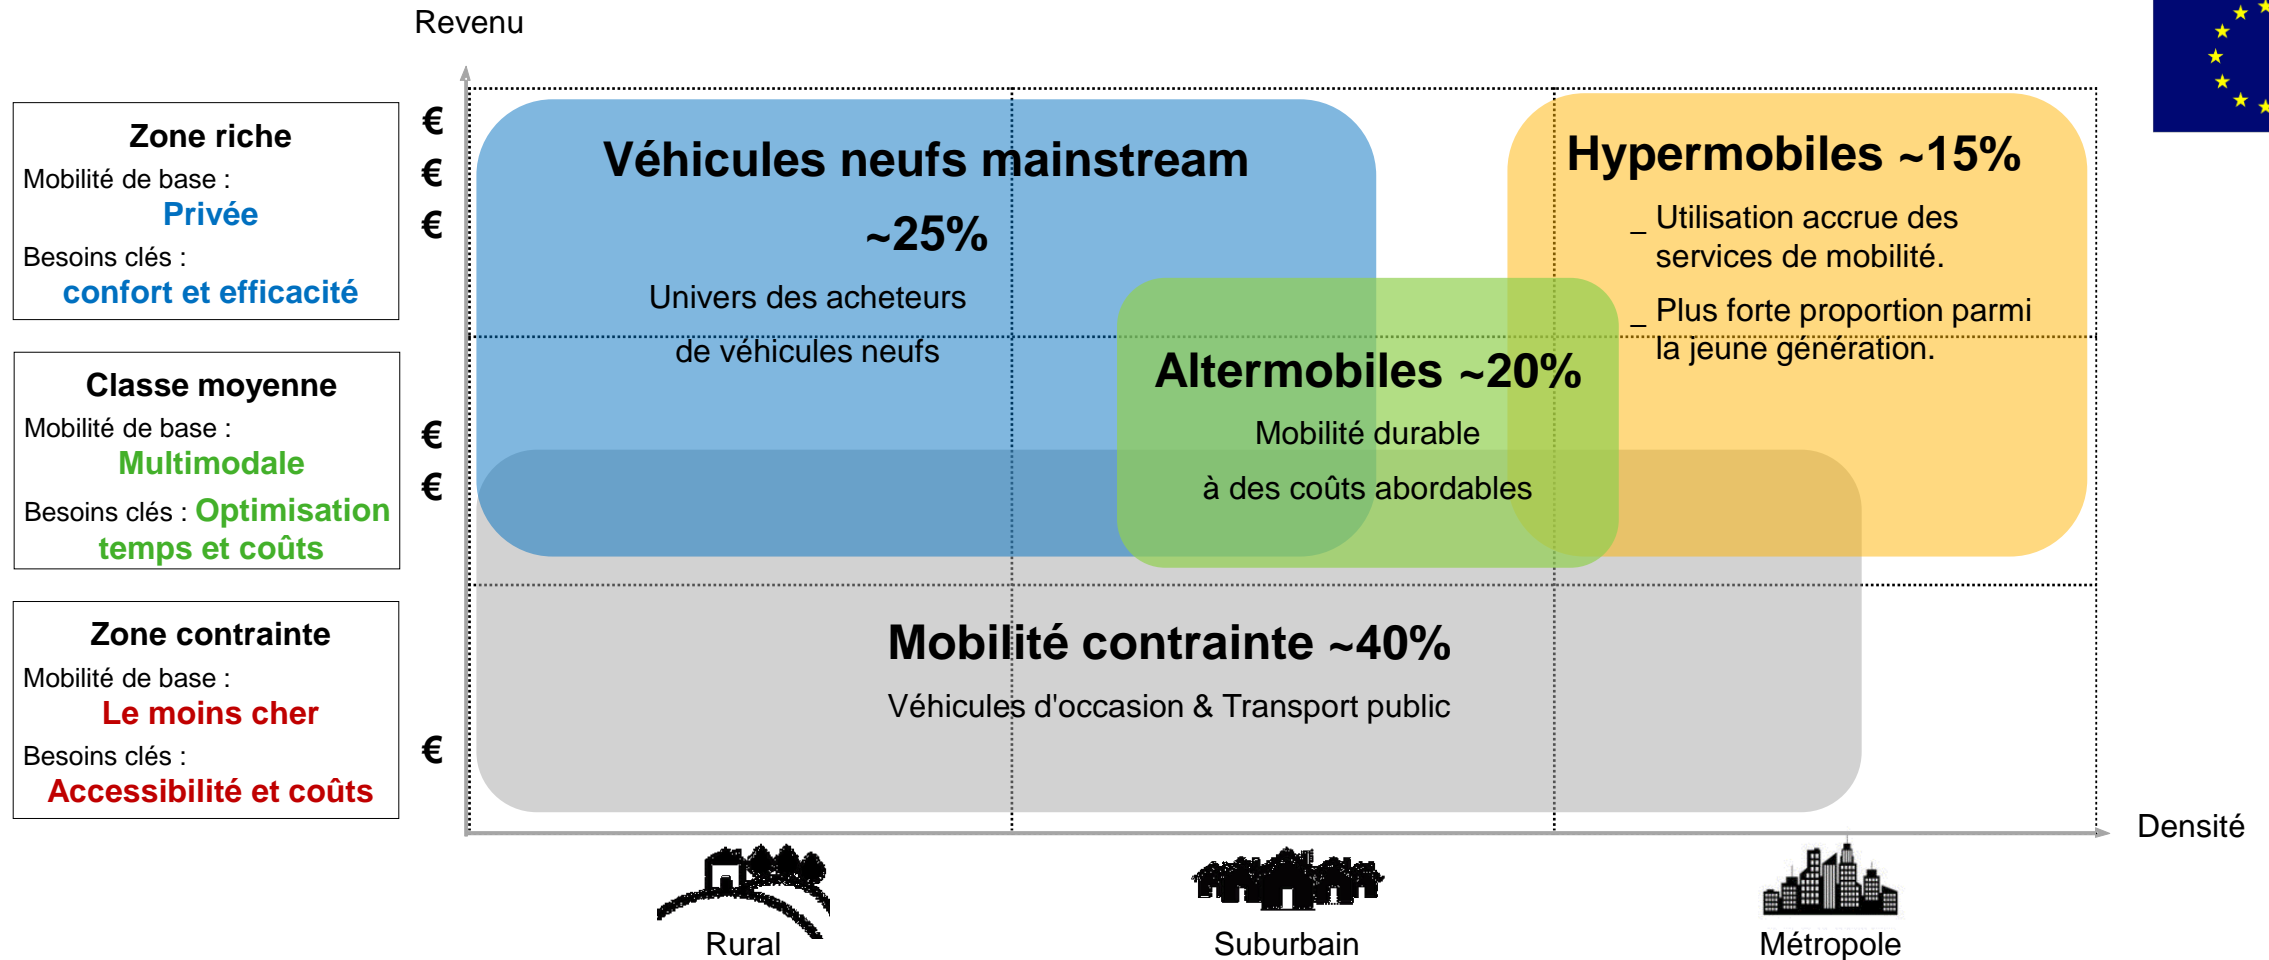 Revenu
Zone riche
Mobilité de base :
Privée
Besoins clés :
confort et efficacité
€
€
€
Véhicules neufs mainstream
~25%
Univers des acheteurs
de véhicules neufs
Hypermobiles ~15%
_ Utilisation accrue des
services de mobilité.
_ Plus forte proportion parmi
la jeune génération.
Classe moyenne
Mobilité de base :
Multimodale
Besoins clés : Optimisation
temps et coûts
€
€
Altermobiles ~20%
Mobilité durable
à des coûts abordables
Zone contrainte
Mobilité de base :
Le moins cher
Besoins clés :
Accessibilité et coûts
€
Mobilité contrainte ~40%
Véhicules d'occasion & Transport public
Densité
Rural
Suburbain
Métropole